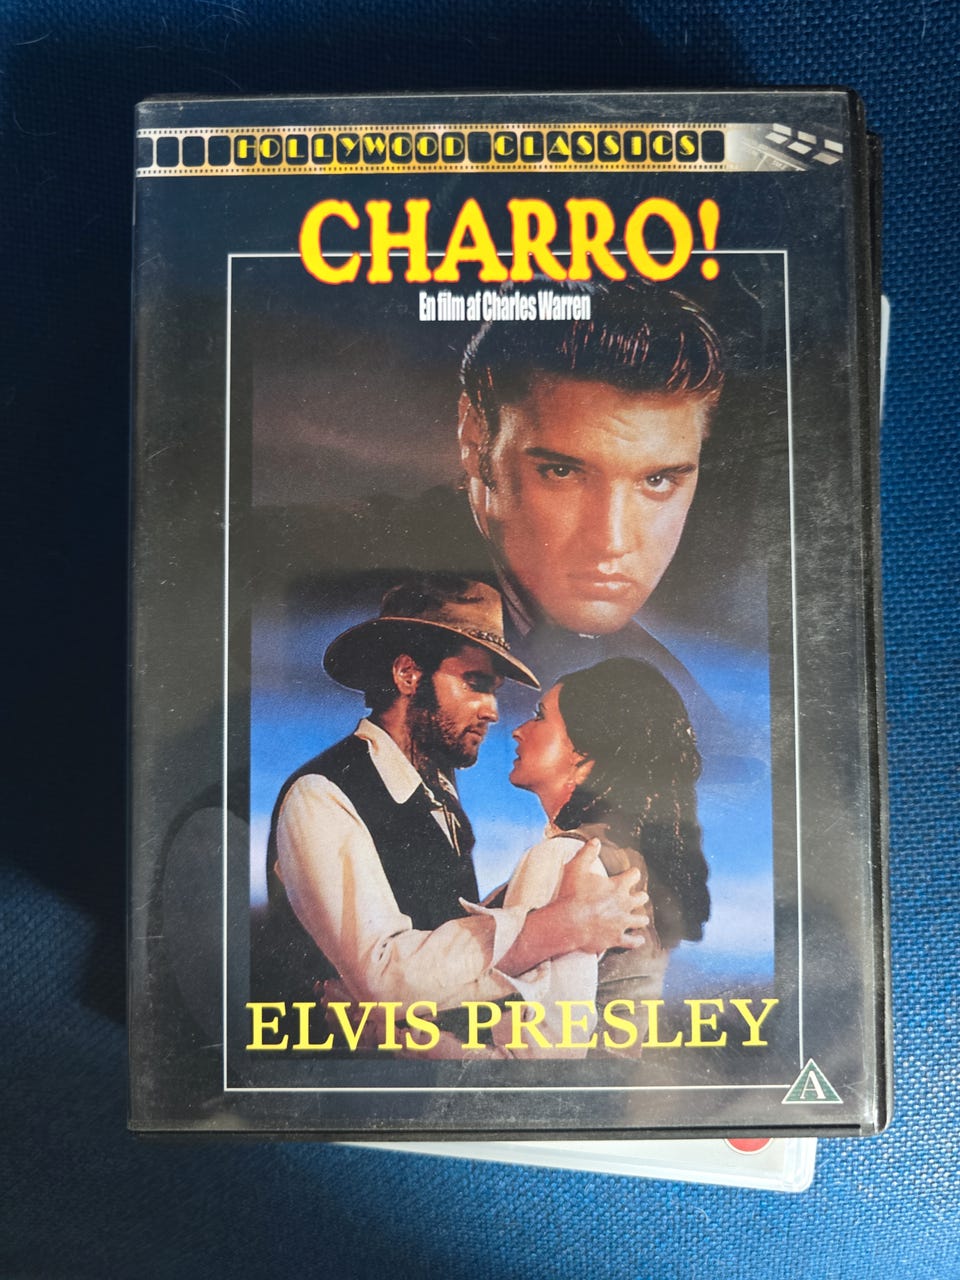 HOLLYWOOD CLASSICS
CHARRO!
En film af Charles Warren
ELVIS PRESLEY
A